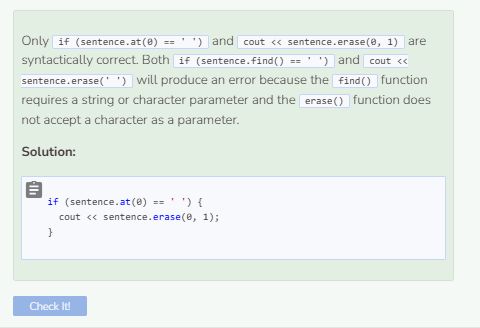 Only if (sentence.at(0) == ' ') and cout << sentence.erase(0, 1) are
syntactically correct. Both if (sentence.find() == ' ') and cout <<
sentence.erase(' ') will produce an error because the find() function
requires a string or character parameter and the erase() function does
not accept a character as a parameter.
Solution:
if (sentence.at(0) == ' ') {
cout << sentence.erase(0, 1);
}
Check It!